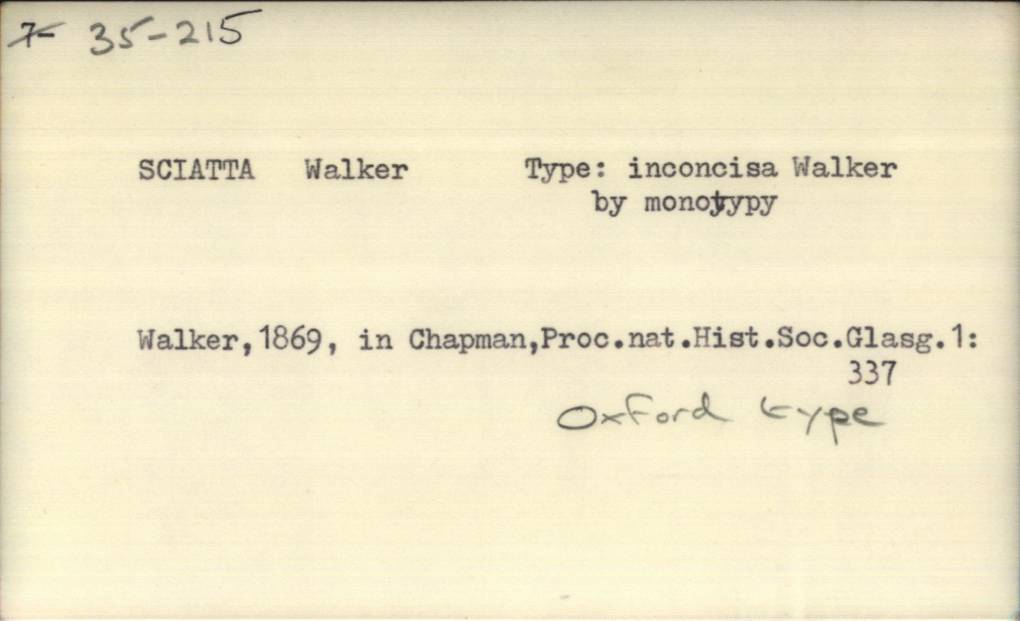 7- 35-215
SCIATTA Walker Type: inconcisa Walker
by monotypy
Walker,1869, in Chapman,Proc.nat.Hist.Soc.Glasg.1:
337
Oxford type